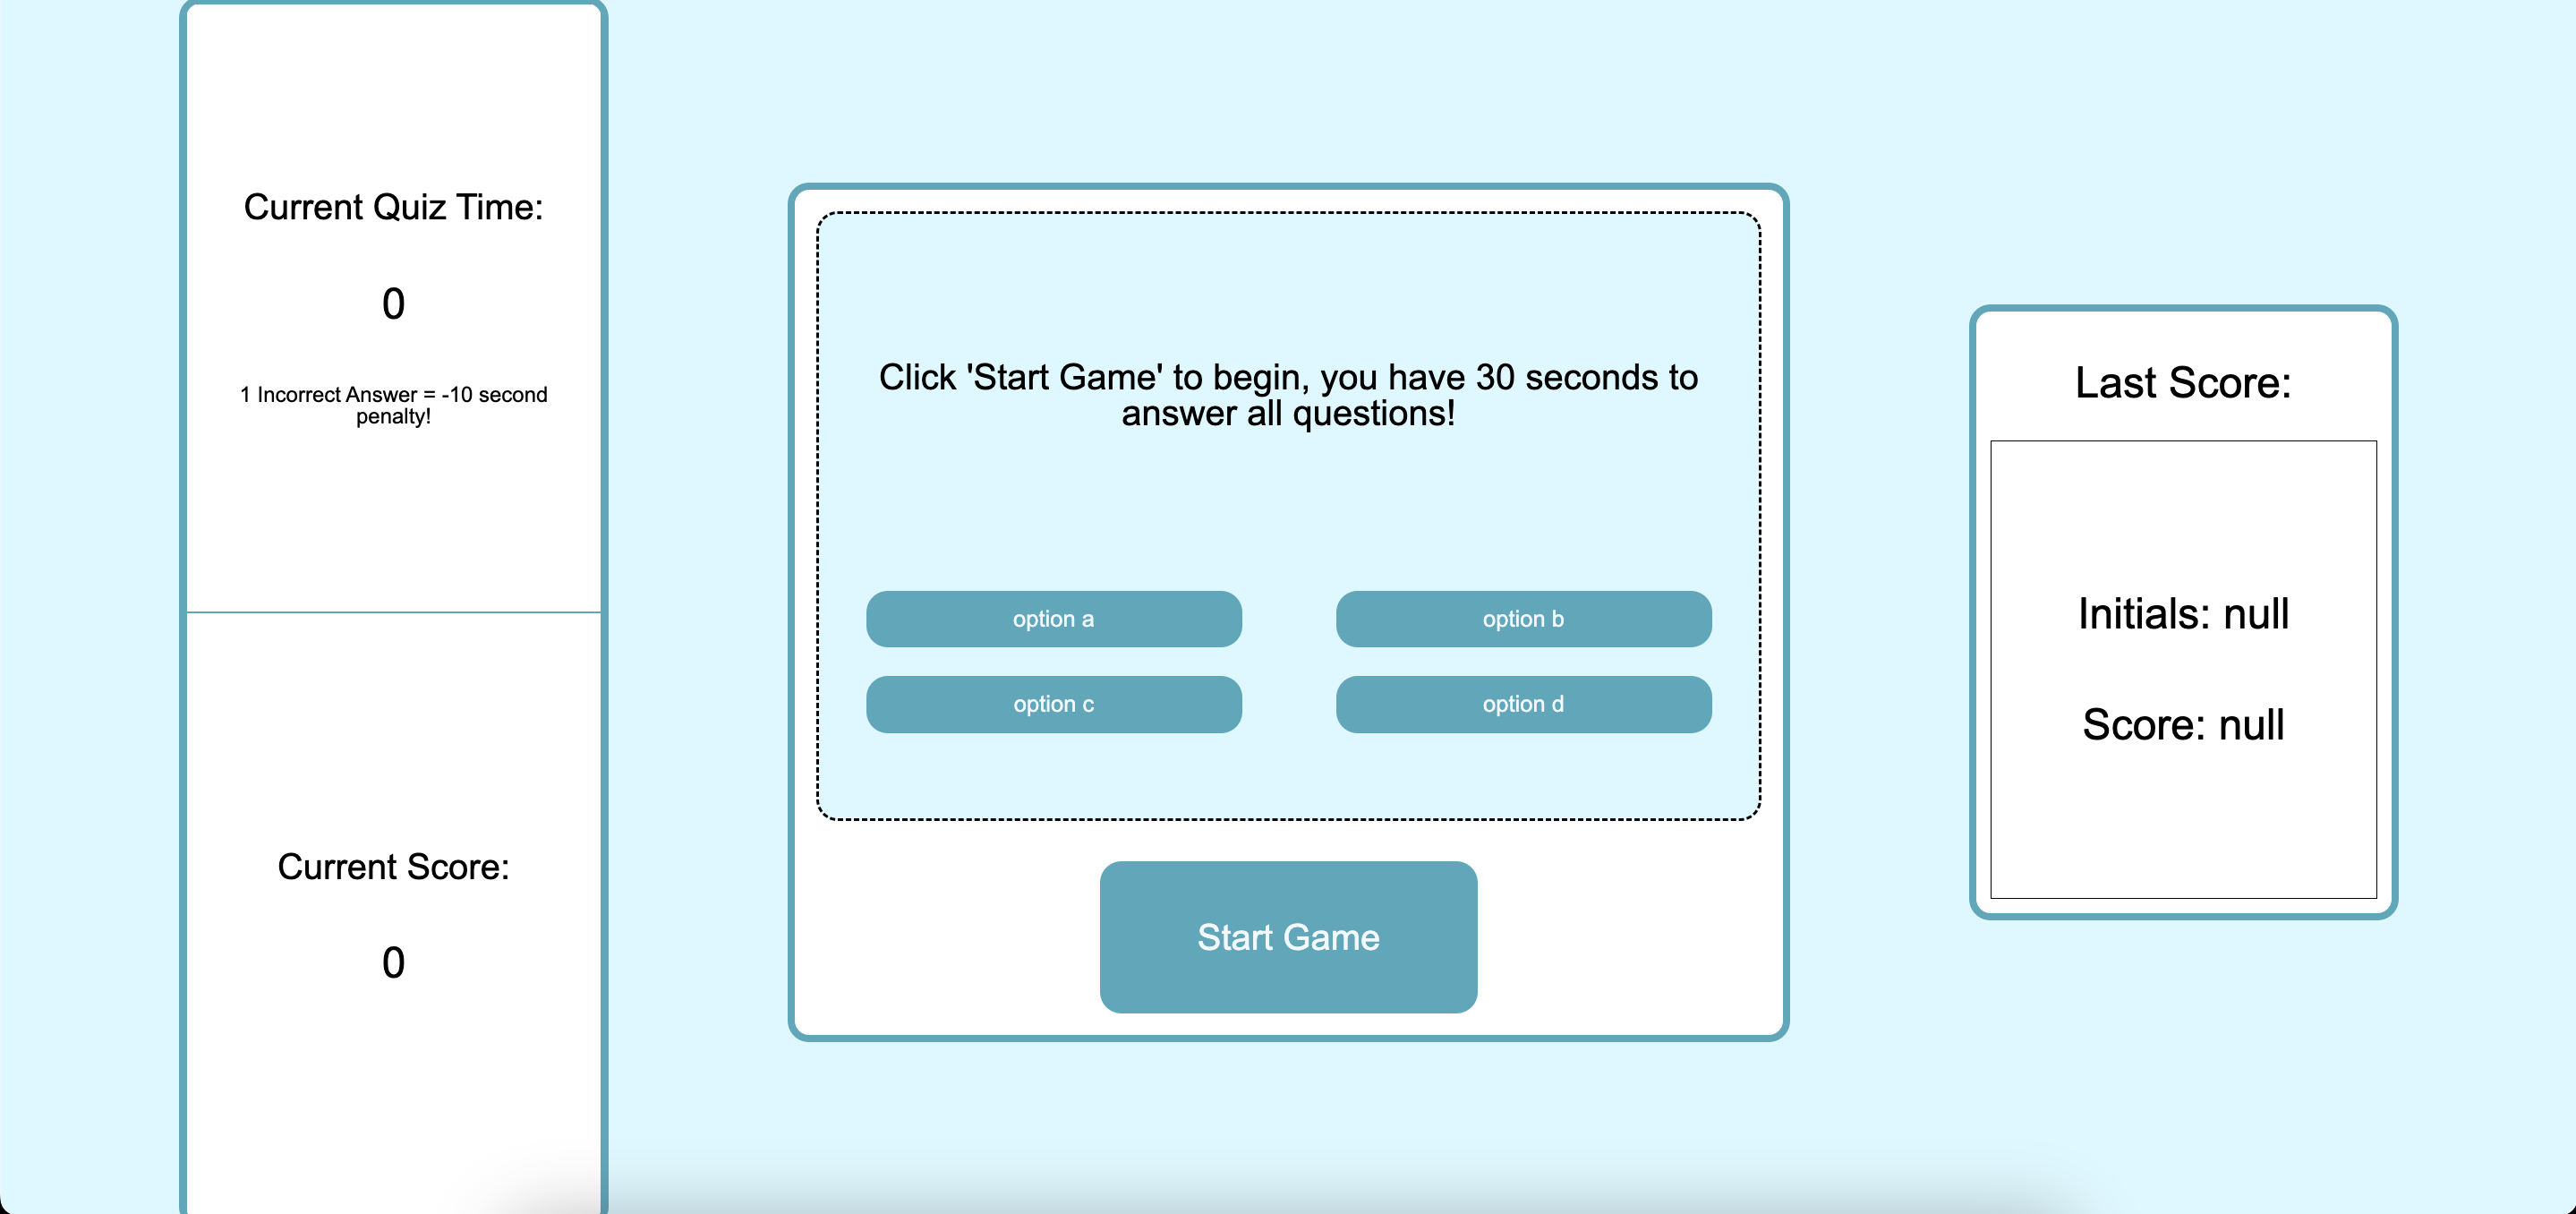 Current Quiz Time:
0
1 Incorrect Answer = -10 second
penalty!
Current Score:
0
Click 'Start Game' to begin, you have 30 seconds to
answer all questions!
option a
option b
option c
option d
Start Game
Last Score:
Initials: null
Score: null